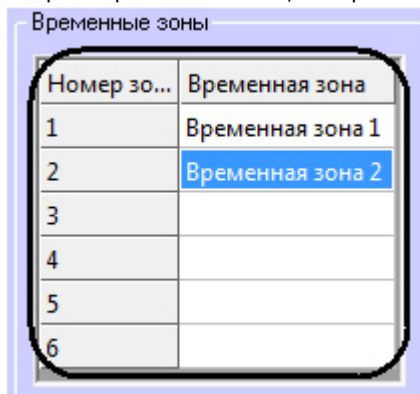 Временные зоны
Номер зо... Временная зона
1 Временная зона 1
2 Временная зона 2
3
4
5
6